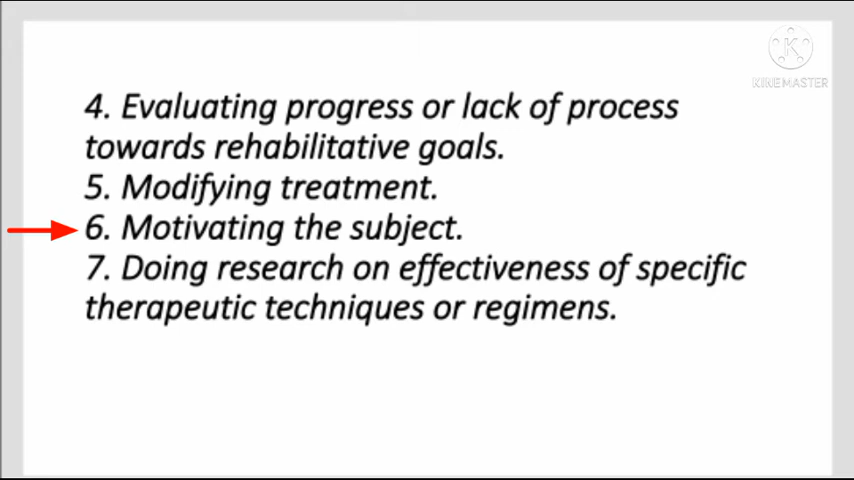 KINEMASTER
4. Evaluating progress or lack of process
towards rehabilitative goals.
5. Modifying treatment.
6. Motivating the subject.
7. Doing research on effectiveness of specific
therapeutic techniques or regimens.